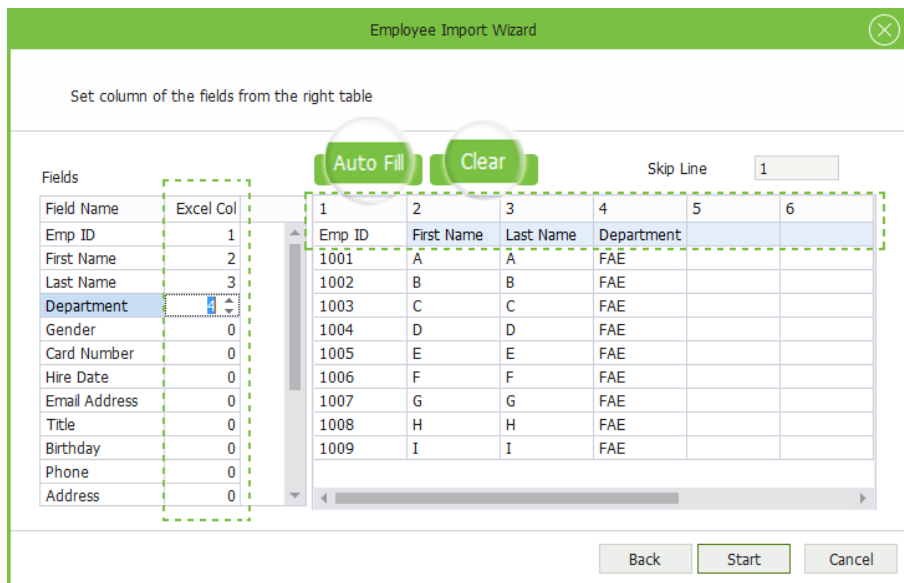 Employee Import Wizard
Set column of the fields from the right table
Auto Fill Clear Skip Line 1
Fields
Field Name Excel Col
Emp ID 1
First Name 2
Last Name 3
Department 4
Gender 0
Card Number 0
Hire Date 0
Email Address 0
Title 0
Birthday 0
Phone 0
Address 0
1 2 3 4 5 6
Emp ID First Name Last Name Department
1001 A A FAE
1002 B B FAE
1003 C C FAE
1004 D D FAE
1005 E E FAE
1006 F F FAE
1007 G G FAE
1008 H H FAE
1009 I I FAE
Back Start Cancel